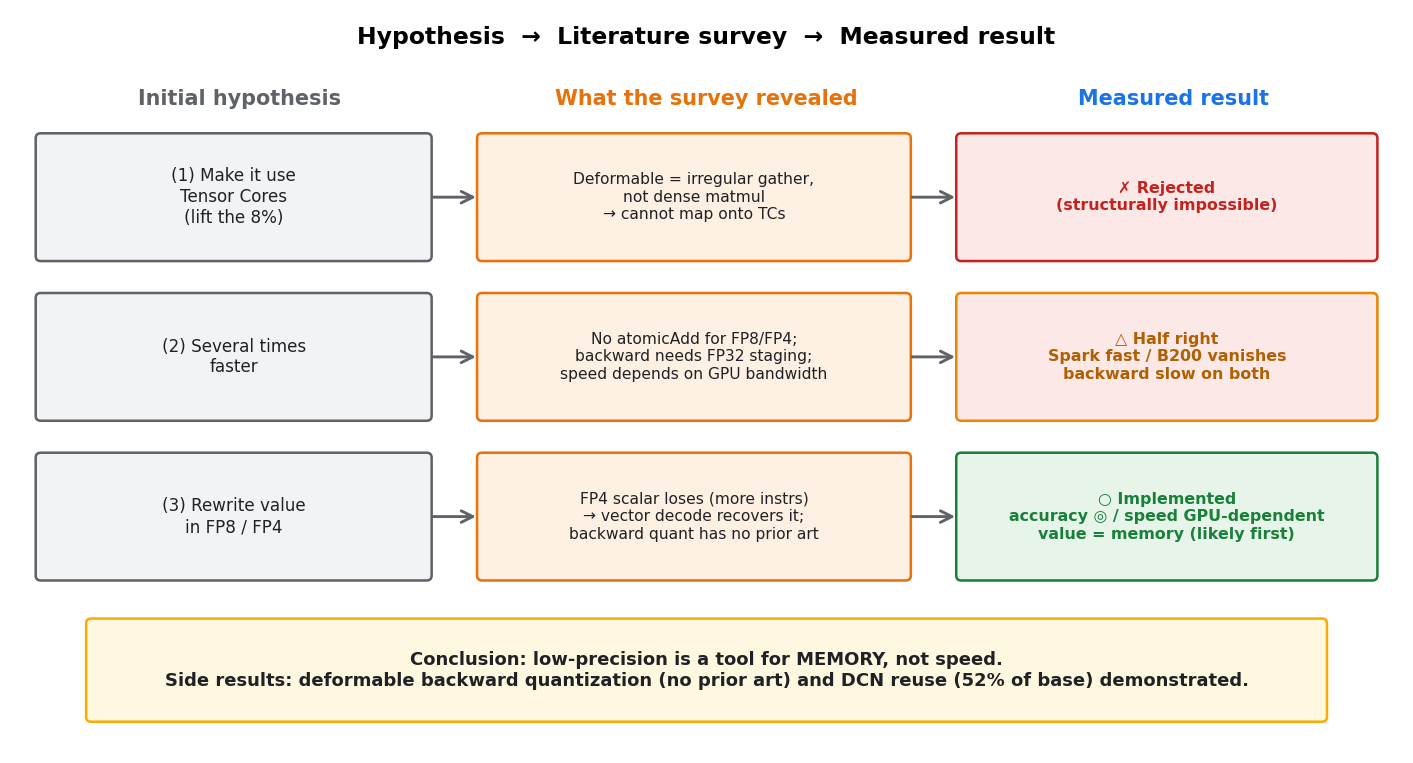 Hypothesis → Literature survey → Measured result
Initial hypothesis
What the survey revealed
Measured result
(1) Make it use
Tensor Cores
(lift the 8%)
Deformable = irregular gather,
not dense matmul
→ cannot map onto TCs
✗ Rejected
(structurally impossible)
(2) Several times
faster
No atomicAdd for FP8/FP4;
backward needs FP32 staging;
speed depends on GPU bandwidth
△ Half right
Spark fast / B200 vanishes
backward slow on both
(3) Rewrite value
in FP8 / FP4
FP4 scalar loses (more instrs)
→ vector decode recovers it;
backward quant has no prior art
○ Implemented
accuracy ◎ / speed GPU-dependent
value = memory (likely first)
Conclusion: low-precision is a tool for MEMORY, not speed.
Side results: deformable backward quantization (no prior art) and DCN reuse (52% of base) demonstrated.